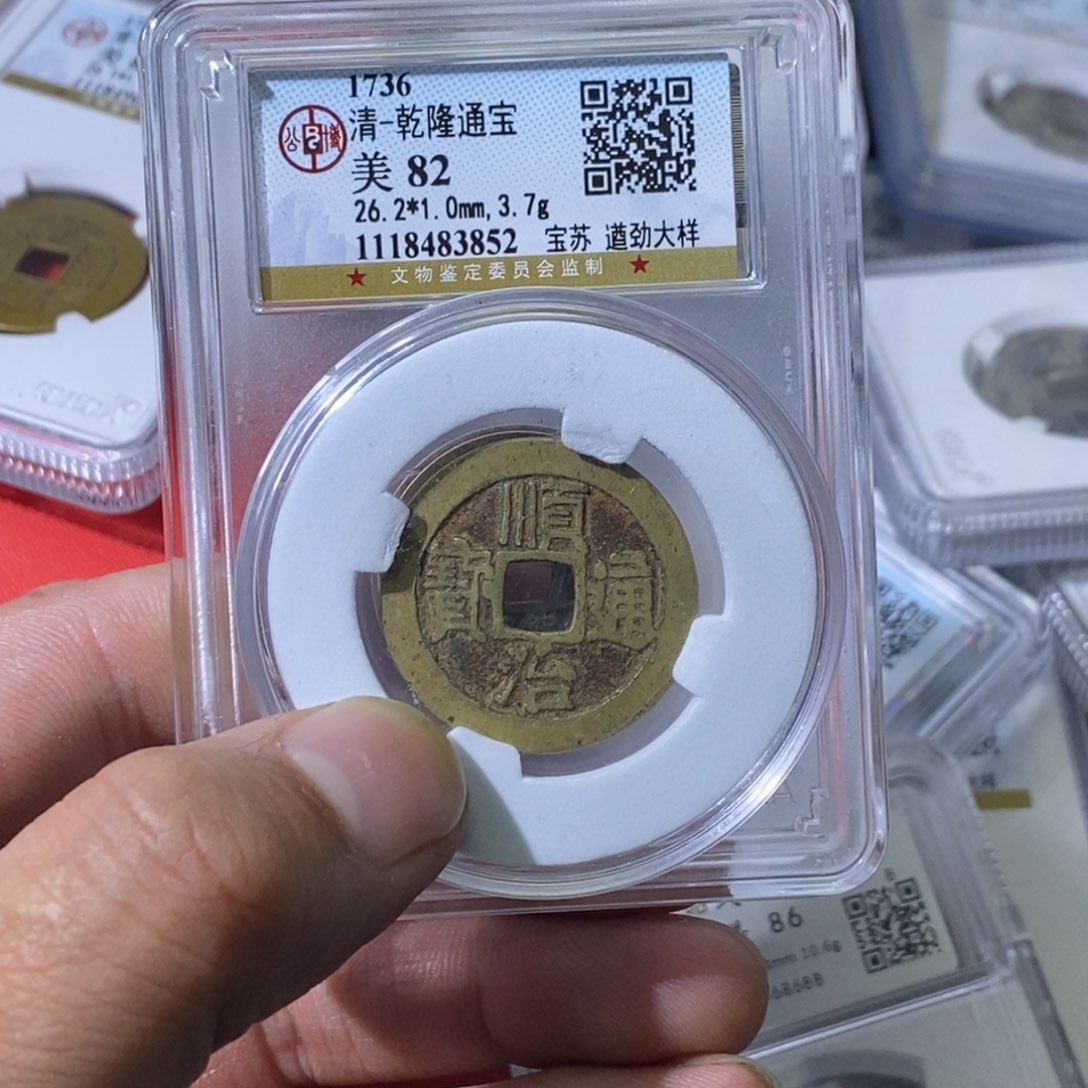 1736
清-乾隆通宝
美 82
26.2*1.0mm, 3.7g
1118483852 宝苏 遒劲大样
★ 文物鉴定委员会监制 ★
順
寶 通
治
86